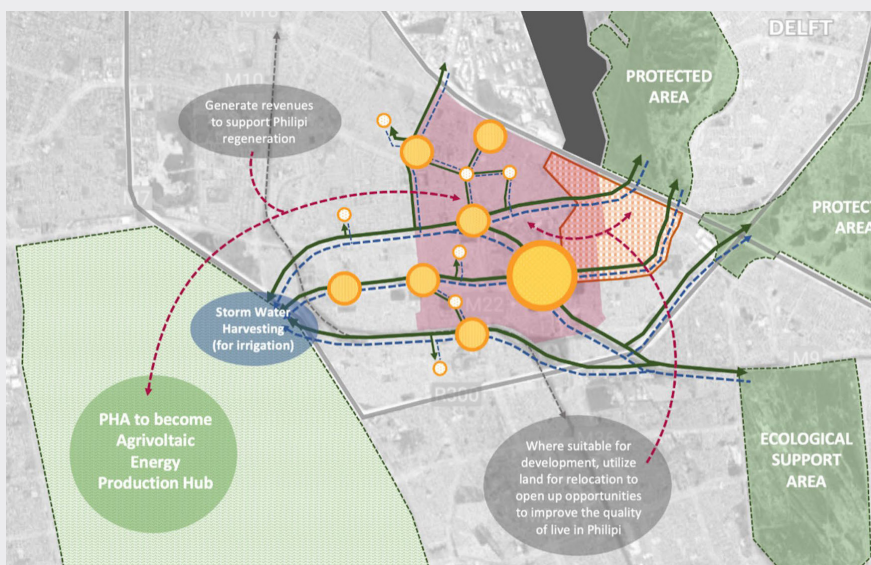 DELFT
M10
M10
PROTECTED
AREA
Generate revenues
to support Philipi
regeneration
PROTECTED
AREA
Storm Water
Harvesting
(for irrigation)
M22
M9
R300
PHA to become
Agrivoltaic
Energy
Production Hub
Where suitable for
development, utilize
land for relocation to
open up opportunities
to improve the quality
of live in Philipi
ECOLOGICAL
SUPPORT
AREA